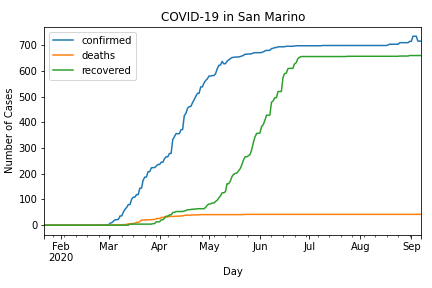 COVID-19 in San Marino
confirmed
deaths
recovered
Number of Cases
700
600
500
400
300
200
100
0
Feb
2020
Mar
Apr
May
Jun
Jul
Aug
Sep
Day